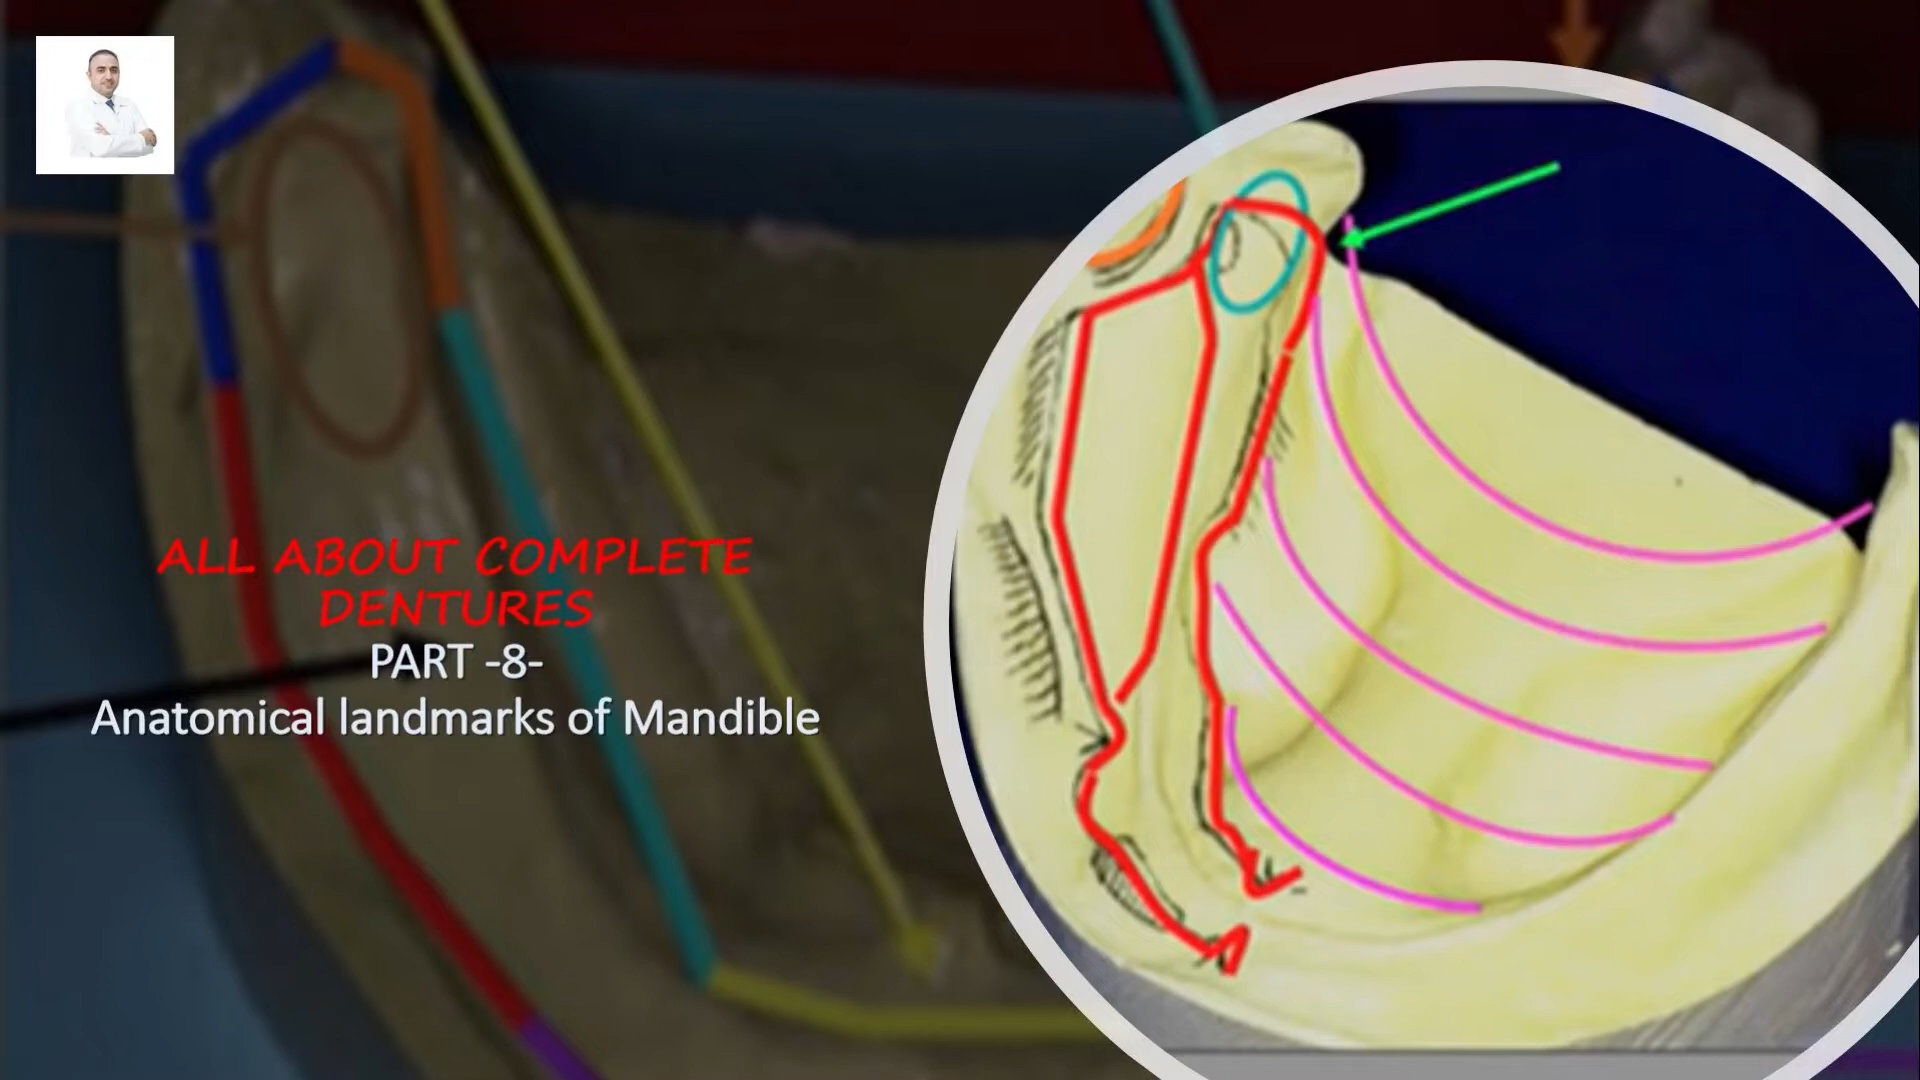 ALL ABOUT COMPLETE
DENTURES
PART -8-
Anatomical landmarks of Mandible